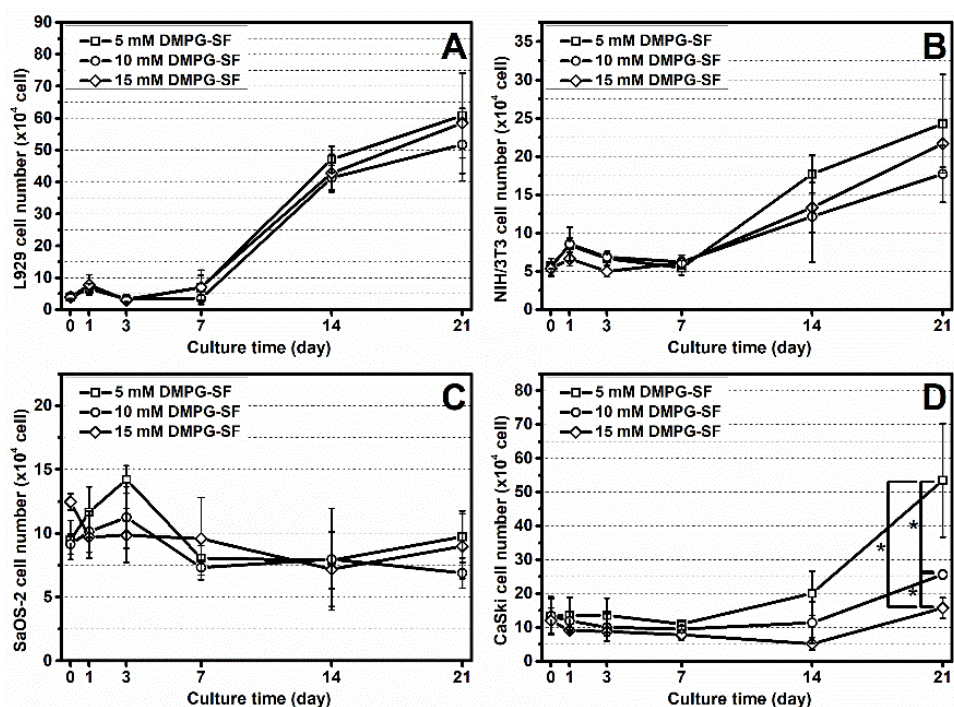 A
5 mM DMPG-SF
10 mM DMPG-SF
15 mM DMPG-SF
L929 cell number (x10⁴ cell)
90
80
70
60
50
40
30
20
10
0
0 1 3 7 14 21
Culture time (day)
B
5 mM DMPG-SF
10 mM DMPG-SF
15 mM DMPG-SF
NIH/3T3 cell number (x10⁴ cell)
35
30
25
20
15
10
5
0
0 1 3 7 14 21
Culture time (day)
C
5 mM DMPG-SF
10 mM DMPG-SF
15 mM DMPG-SF
SaOS-2 cell number (x10⁴ cell)
20
15
10
5
0
0 1 3 7 14 21
Culture time (day)
D
5 mM DMPG-SF
10 mM DMPG-SF
15 mM DMPG-SF
CaSki cell number (x10⁴ cell)
80
70
60
50
40
30
20
10
0
0 1 3 7 14 21
Culture time (day)
*
*
*